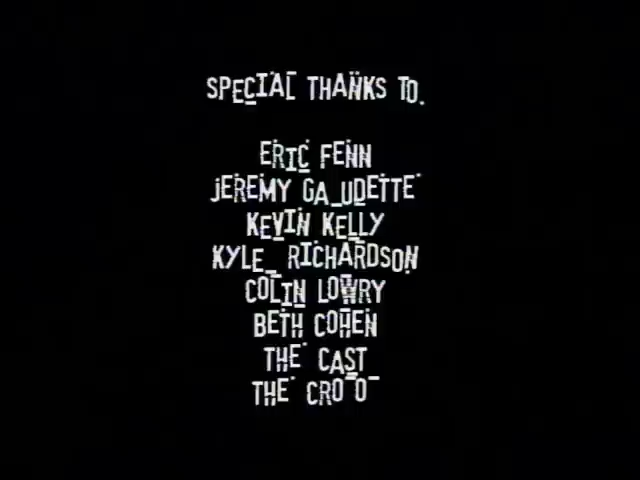 SPECIAL THANKS TO.
ERIC FENN
JEREMY GAUDETTE
KEVIN KELLY
KYLE RICHARDSON
COLIN LOWRY
BETH COHEN
THE CAST
THE